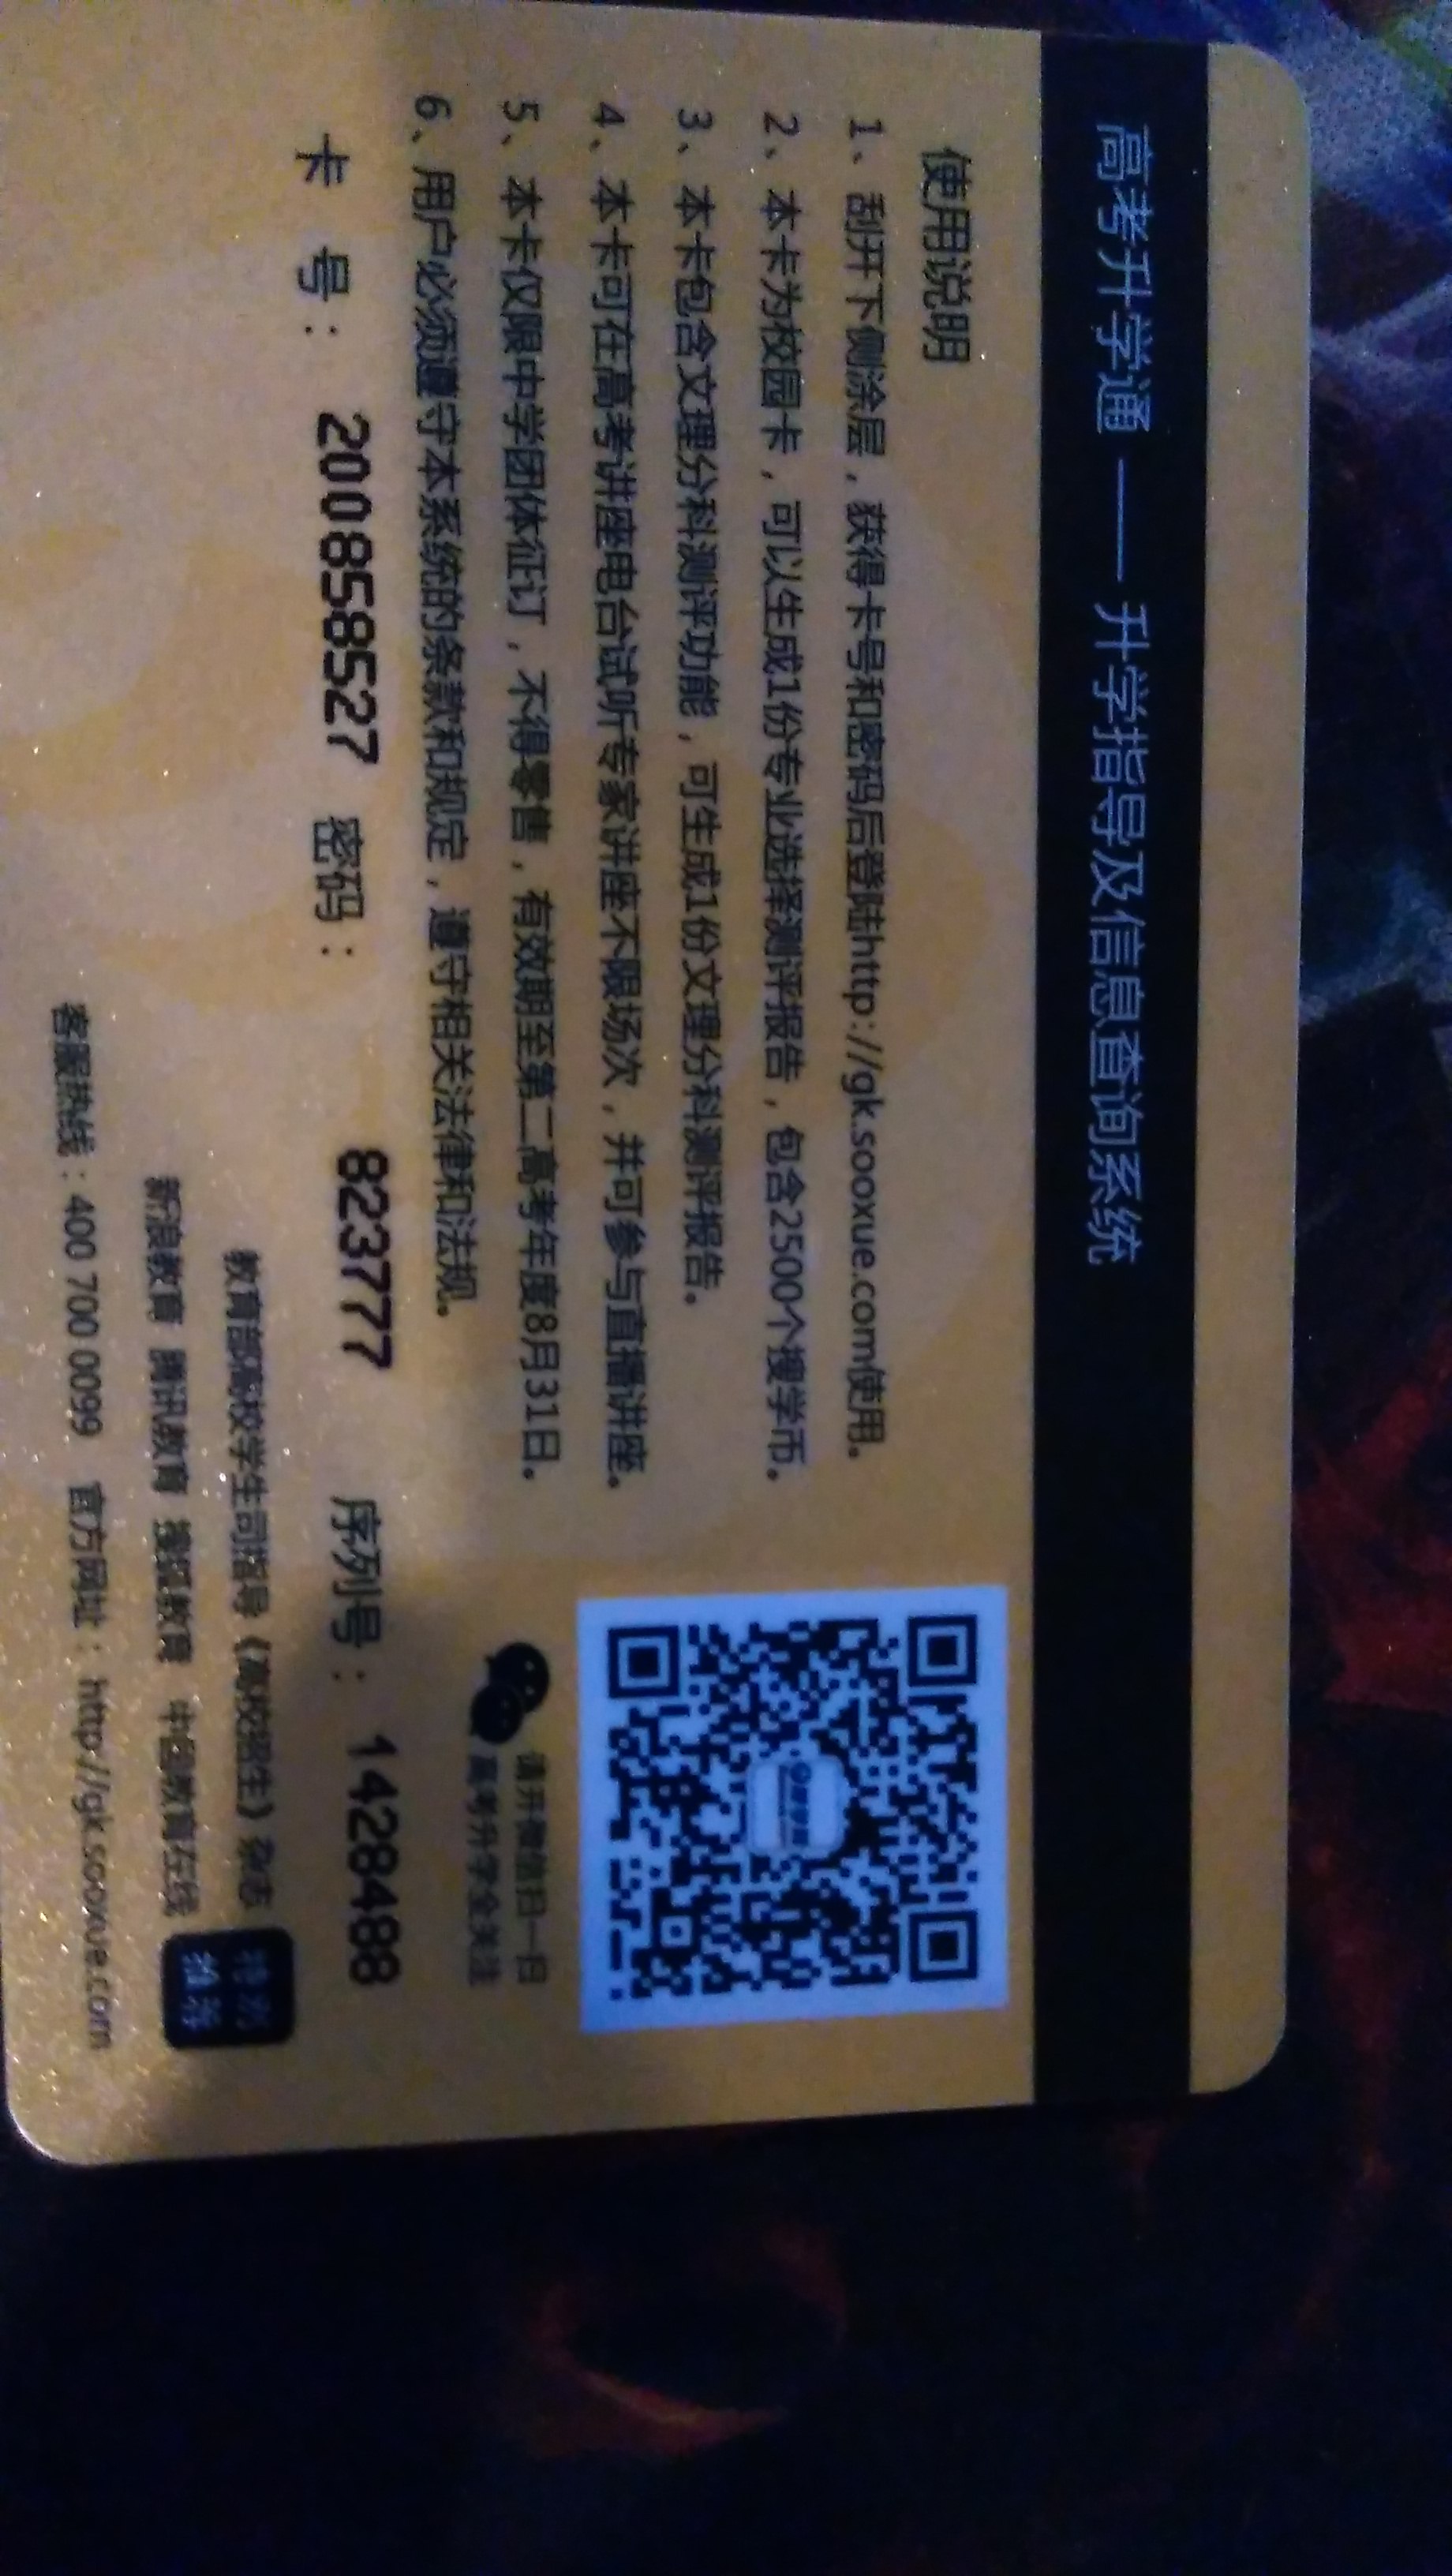 高考升学通 —— 升学指导及信息查询系统
使用说明
1、刮开下侧涂层，获得卡号和密码后登陆http://gk.sooxue.com使用。
2、本卡为校园卡，可以生成1份专业选择测评报告，包含2500个搜学币。
3、本卡包含文理分科测评功能，可生成1份文理分科测评报告。
4、本卡可在高考讲座电台试听专家讲座不限场次，并可参与直播讲座。
5、本卡仅限中学团体征订，不得零售，有效期至第二高考年度8月31日。
6、用户必须遵守本系统的条款和规定，遵守相关法律和法规。
请开微信扫一扫
高考升学全关注
卡 号： 200858527 密码： 823777 序列号： 1428488
教育部高校学生司指导《高校招生》杂志
新浪教育 腾讯教育 搜狐教育 中国教育在线
特别
推荐
客服热线：400 700 0099 官方网址：http://gk.sooxue.com